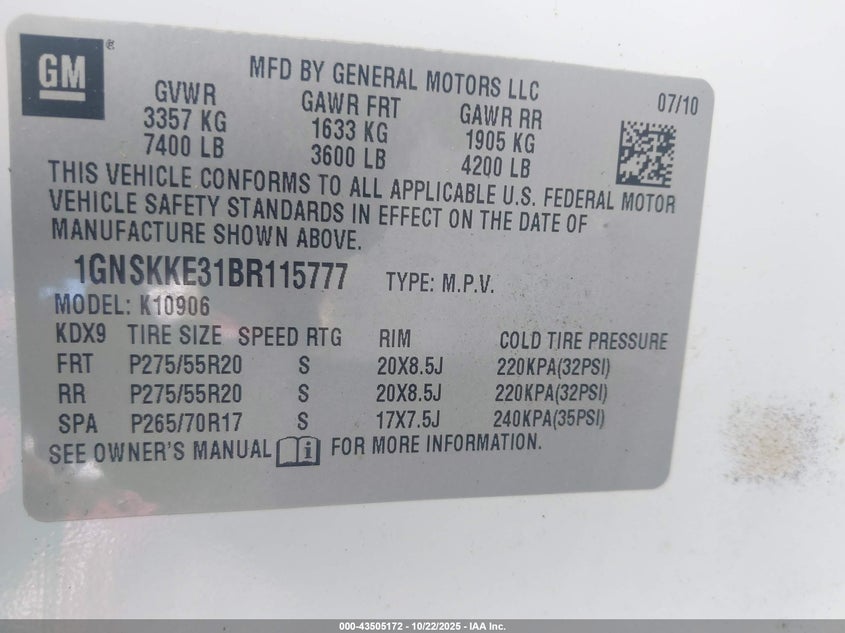 GM ®
MFD BY GENERAL MOTORS LLC
07/10
GVWR GAWR FRT GAWR RR
3357 KG 1633 KG 1905 KG
7400 LB 3600 LB 4200 LB
THIS VEHICLE CONFORMS TO ALL APPLICABLE U.S. FEDERAL MOTOR
VEHICLE SAFETY STANDARDS IN EFFECT ON THE DATE OF
MANUFACTURE SHOWN ABOVE.
1GNSKKE31BR115777 TYPE: M.P.V.
MODEL: K10906
KDX9 TIRE SIZE SPEED RTG RIM COLD TIRE PRESSURE
FRT P275/55R20 S 20X8.5J 220KPA(32PSI)
RR P275/55R20 S 20X8.5J 220KPA(32PSI)
SPA P265/70R17 S 17X7.5J 240KPA(35PSI)
SEE OWNER'S MANUAL i FOR MORE INFORMATION.
000-43505172 - 10/22/2025 - IAA Inc.